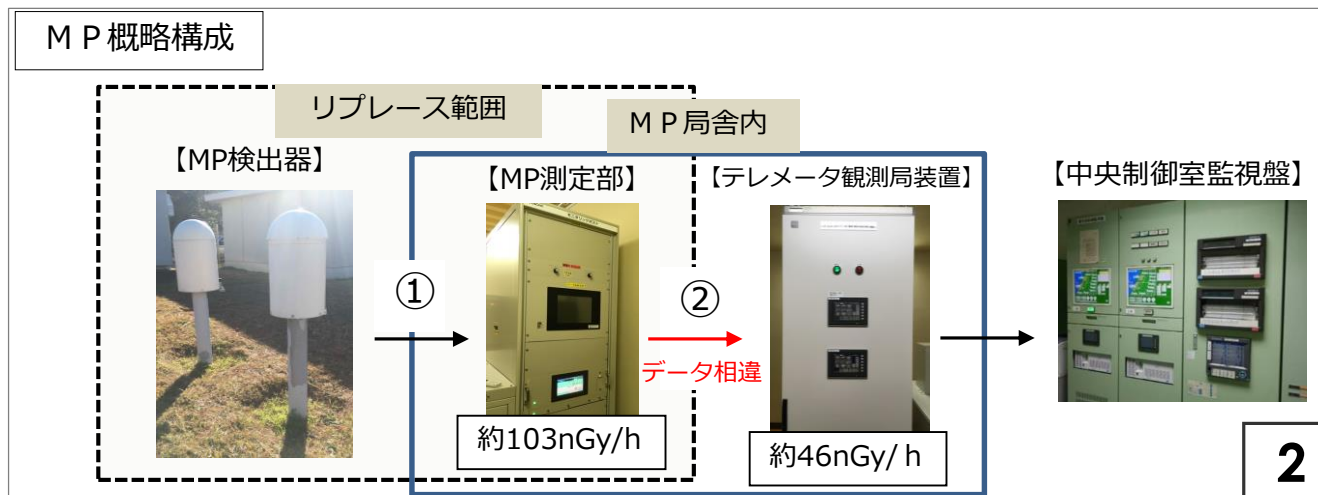 ＭＰ概略構成
リプレース範囲
ＭＰ局舎内
【MP検出器】
【MP測定部】
【テレメータ観測局装置】
【中央制御室監視盤】
①
②
データ相違
約103nGy/h
約46nGy/ｈ
2